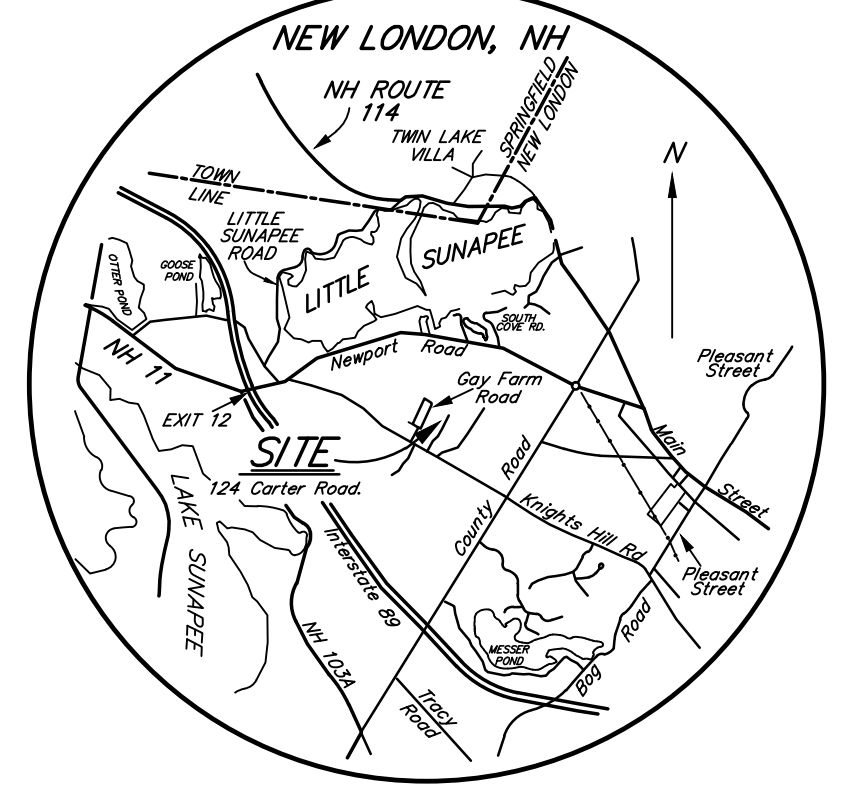 NEW LONDON, NH
NH ROUTE
114
SPRINGFIELD
NEW LONDON
TWIN LAKE
VILLA
N
TOWN
LINE
LITTLE
SUNAPEE
ROAD
SUNAPEE
LITTLE
OTTER POND
GOOSE
POND
SOUTH
COVE RD.
NH 11
Newport Road
Pleasant
Street
Gay Farm
Road
EXIT 12
SITE
124 Carter Road.
Main
Street
County Road
Knights Hill Rd
LAKE SUNAPEE
Interstate 89
Pleasant
Street
NH 103A
MESSER
POND
Bog Road
Tracy
Road